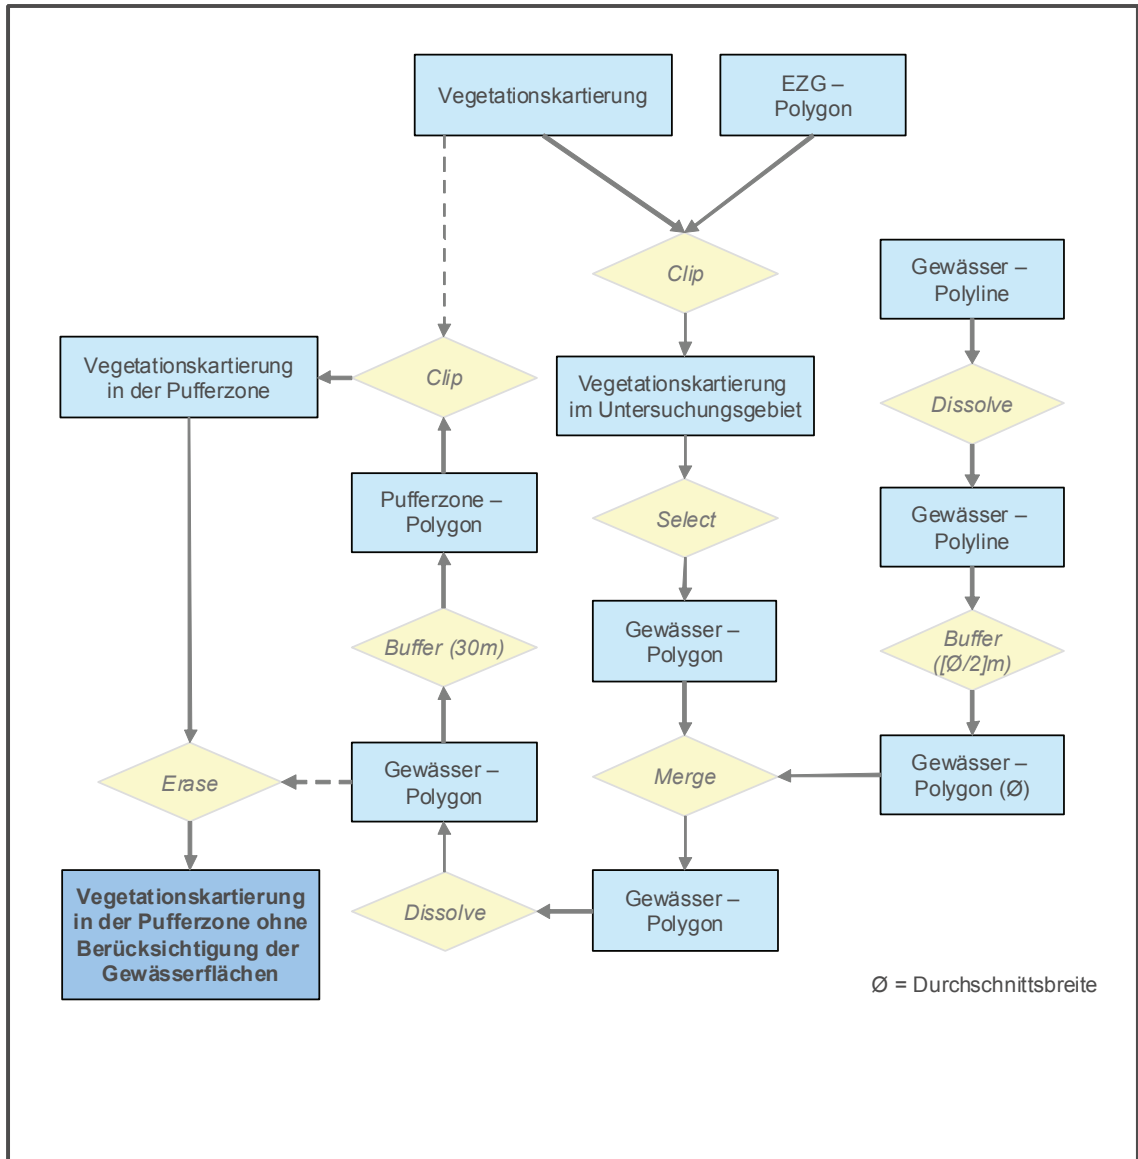 Vegetationskartierung
EZG –
Polygon
Clip
Gewässer –
Polyline
Vegetationskartierung
in der Pufferzone
Clip
Vegetationskartierung
im Untersuchungsgebiet
Dissolve
Pufferzone –
Polygon
Select
Gewässer –
Polyline
Buffer (30m)
Gewässer –
Polygon
Buffer
([Ø/2]m)
Erase
Gewässer –
Polygon
Merge
Gewässer –
Polygon (Ø)
Vegetationskartierung
in der Pufferzone ohne
Berücksichtigung der
Gewässerflächen
Dissolve
Gewässer –
Polygon
Ø = Durchschnittsbreite